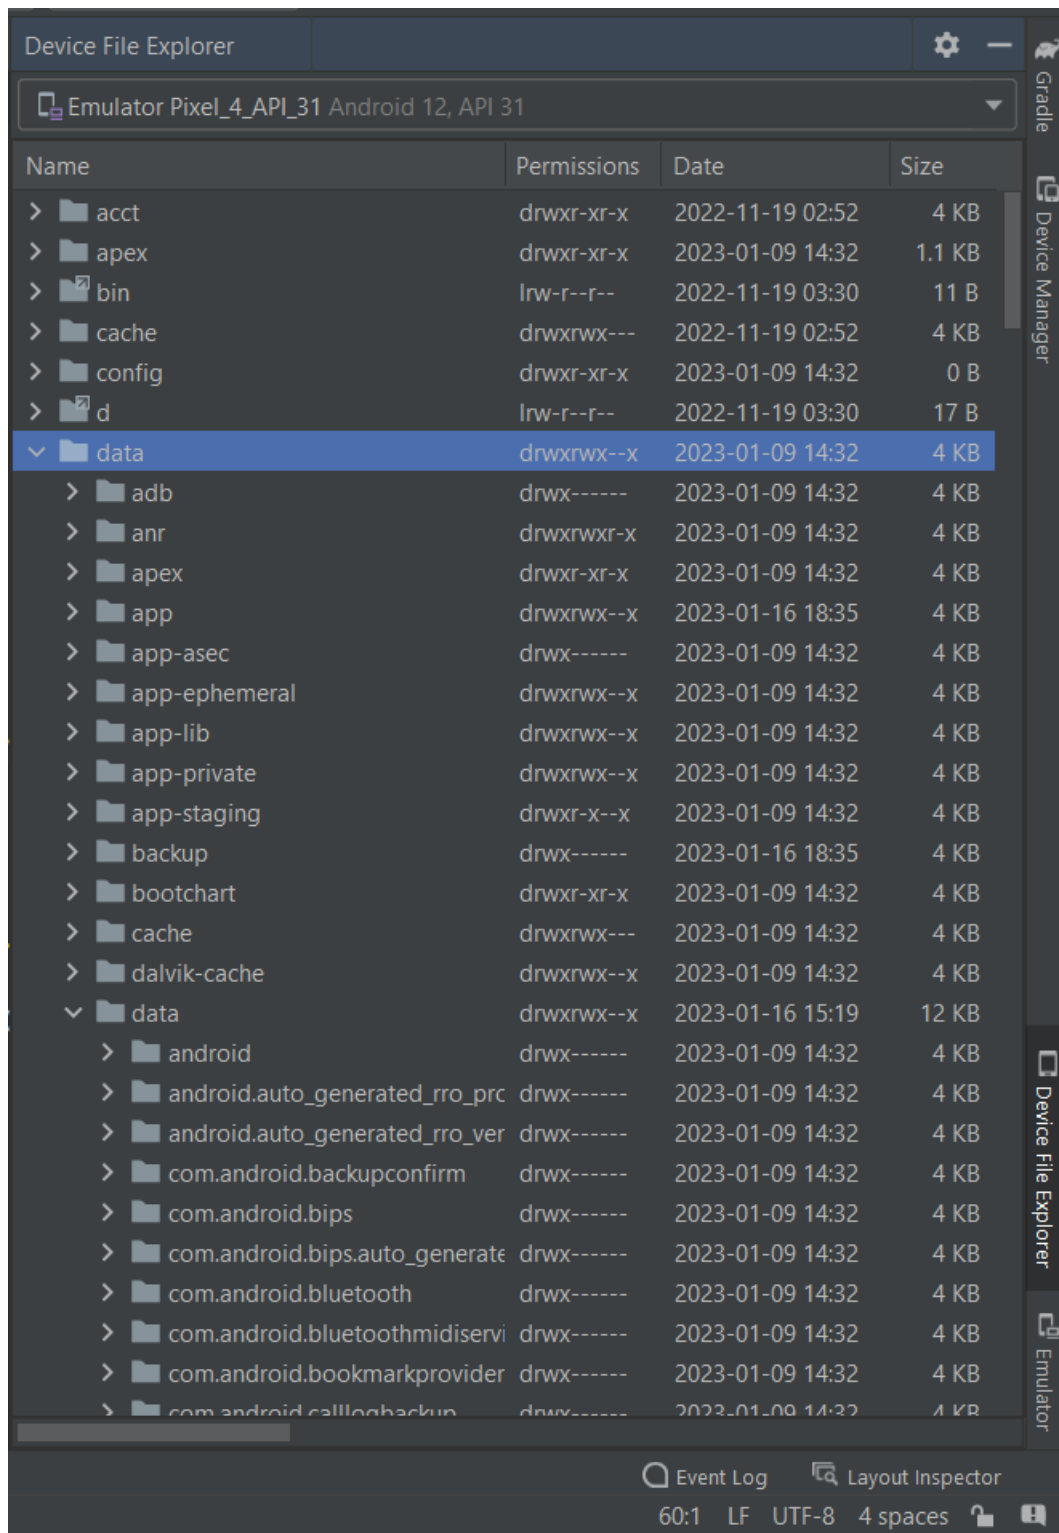 Device File Explorer
Emulator Pixel_4_API_31 Android 12, API 31
Name Permissions Date Size
acct drwxr-xr-x 2022-11-19 02:52 4 KB
apex drwxr-xr-x 2023-01-09 14:32 1.1 KB
bin lrw-r--r-- 2022-11-19 03:30 11 B
cache drwxrwx--- 2022-11-19 02:52 4 KB
config drwxr-xr-x 2023-01-09 14:32 0 B
d lrw-r--r-- 2022-11-19 03:30 17 B
data drwxrwx--x 2023-01-09 14:32 4 KB
adb drwx------ 2023-01-09 14:32 4 KB
anr drwxrwxr-x 2023-01-09 14:32 4 KB
apex drwxr-xr-x 2023-01-09 14:32 4 KB
app drwxrwx--x 2023-01-16 18:35 4 KB
app-asec drwx------ 2023-01-09 14:32 4 KB
app-ephemeral drwxrwx--x 2023-01-09 14:32 4 KB
app-lib drwxrwx--x 2023-01-09 14:32 4 KB
app-private drwxrwx--x 2023-01-09 14:32 4 KB
app-staging drwxr-x--x 2023-01-09 14:32 4 KB
backup drwx------ 2023-01-16 18:35 4 KB
bootchart drwxr-xr-x 2023-01-09 14:32 4 KB
cache drwxrwx--- 2023-01-09 14:32 4 KB
dalvik-cache drwxrwx--x 2023-01-09 14:32 4 KB
data drwxrwx--x 2023-01-16 15:19 12 KB
android drwx------ 2023-01-09 14:32 4 KB
android.auto_generated_rro_prc drwx------ 2023-01-09 14:32 4 KB
android.auto_generated_rro_ver drwx------ 2023-01-09 14:32 4 KB
com.android.backupconfirm drwx------ 2023-01-09 14:32 4 KB
com.android.bips drwx------ 2023-01-09 14:32 4 KB
com.android.bips.auto_generate drwx------ 2023-01-09 14:32 4 KB
com.android.bluetooth drwx------ 2023-01-09 14:32 4 KB
com.android.bluetoothmidiservi drwx------ 2023-01-09 14:32 4 KB
com.android.bookmarkprovider drwx------ 2023-01-09 14:32 4 KB
com.android.calllogbackup drwx------ 2023-01-09 14:32 4 KB
Event Log Layout Inspector
60:1 LF UTF-8 4 spaces
Gradle
Device Manager
Device File Explorer
Emulator